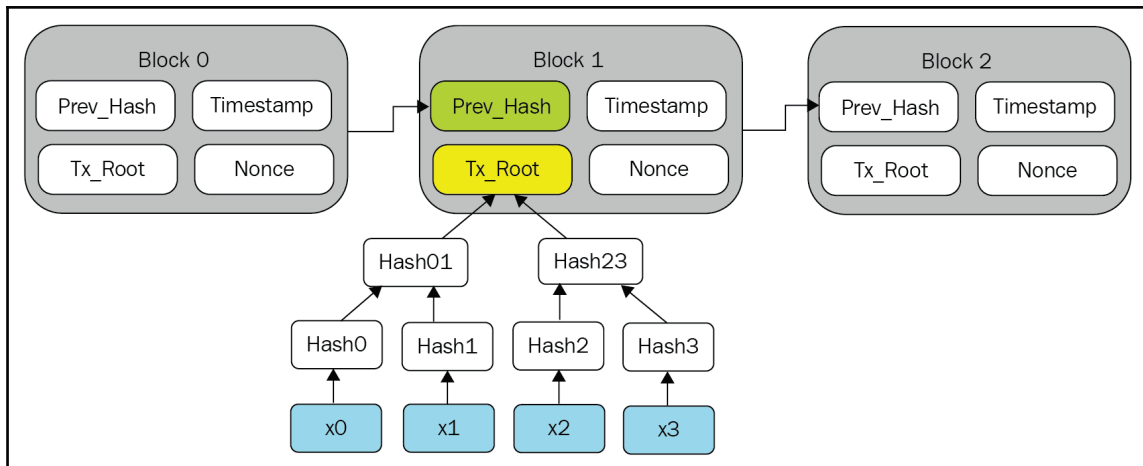 Block 0
Block 1
Block 2
Prev_Hash
Timestamp
Prev_Hash
Timestamp
Prev_Hash
Timestamp
Tx_Root
Nonce
Tx_Root
Nonce
Tx_Root
Nonce
Hash01
Hash23
Hash0
Hash1
Hash2
Hash3
x0
x1
x2
x3